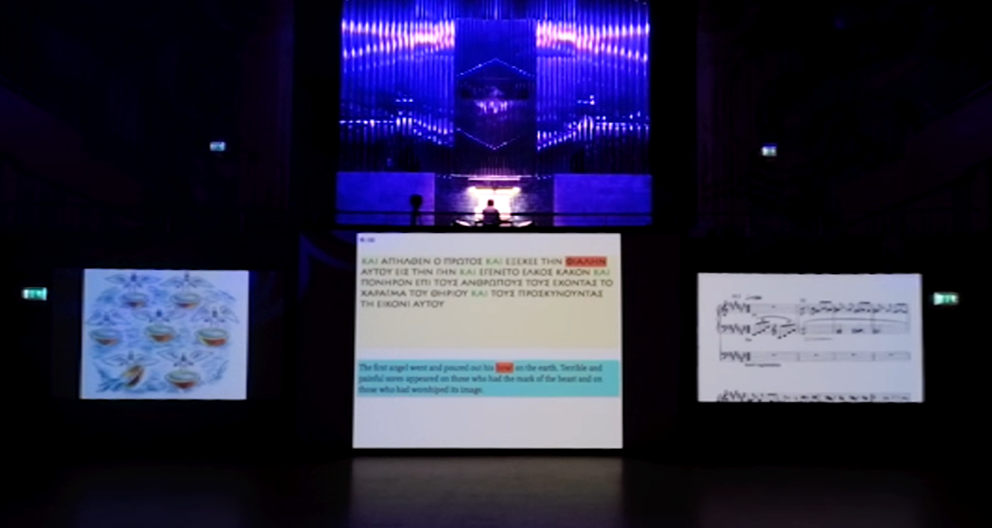 ΚΑΙ ΑΠΗΛΘΕΝ Ο ΠΡΩΤΟΣ ΚΑΙ ΕΞΕΧΕΕ ΤΗΝ ΦΙΑΛΗΝ
ΑΥΤΟΥ ΕΙΣ ΤΗΝ ΓΗΝ ΚΑΙ ΕΓΕΝΕΤΟ ΕΛΚΟΣ ΚΑΚΟΝ ΚΑΙ
ΠΟΝΗΡΟΝ ΕΠΙ ΤΟΥΣ ΑΝΘΡΩΠΟΥΣ ΤΟΥΣ ΕΧΟΝΤΑΣ ΤΟ
ΧΑΡΑΓΜΑ ΤΟΥ ΘΗΡΙΟΥ ΚΑΙ ΤΟΥΣ ΠΡΟΣΚΥΝΟΥΝΤΑΣ
ΤΗ ΕΙΚΟΝΙ ΑΥΤΟΥ
The first angel went and poured out his bowl on the earth. Terrible and
painful sores appeared on those who had the mark of the beast and on
those who had worshiped its image.